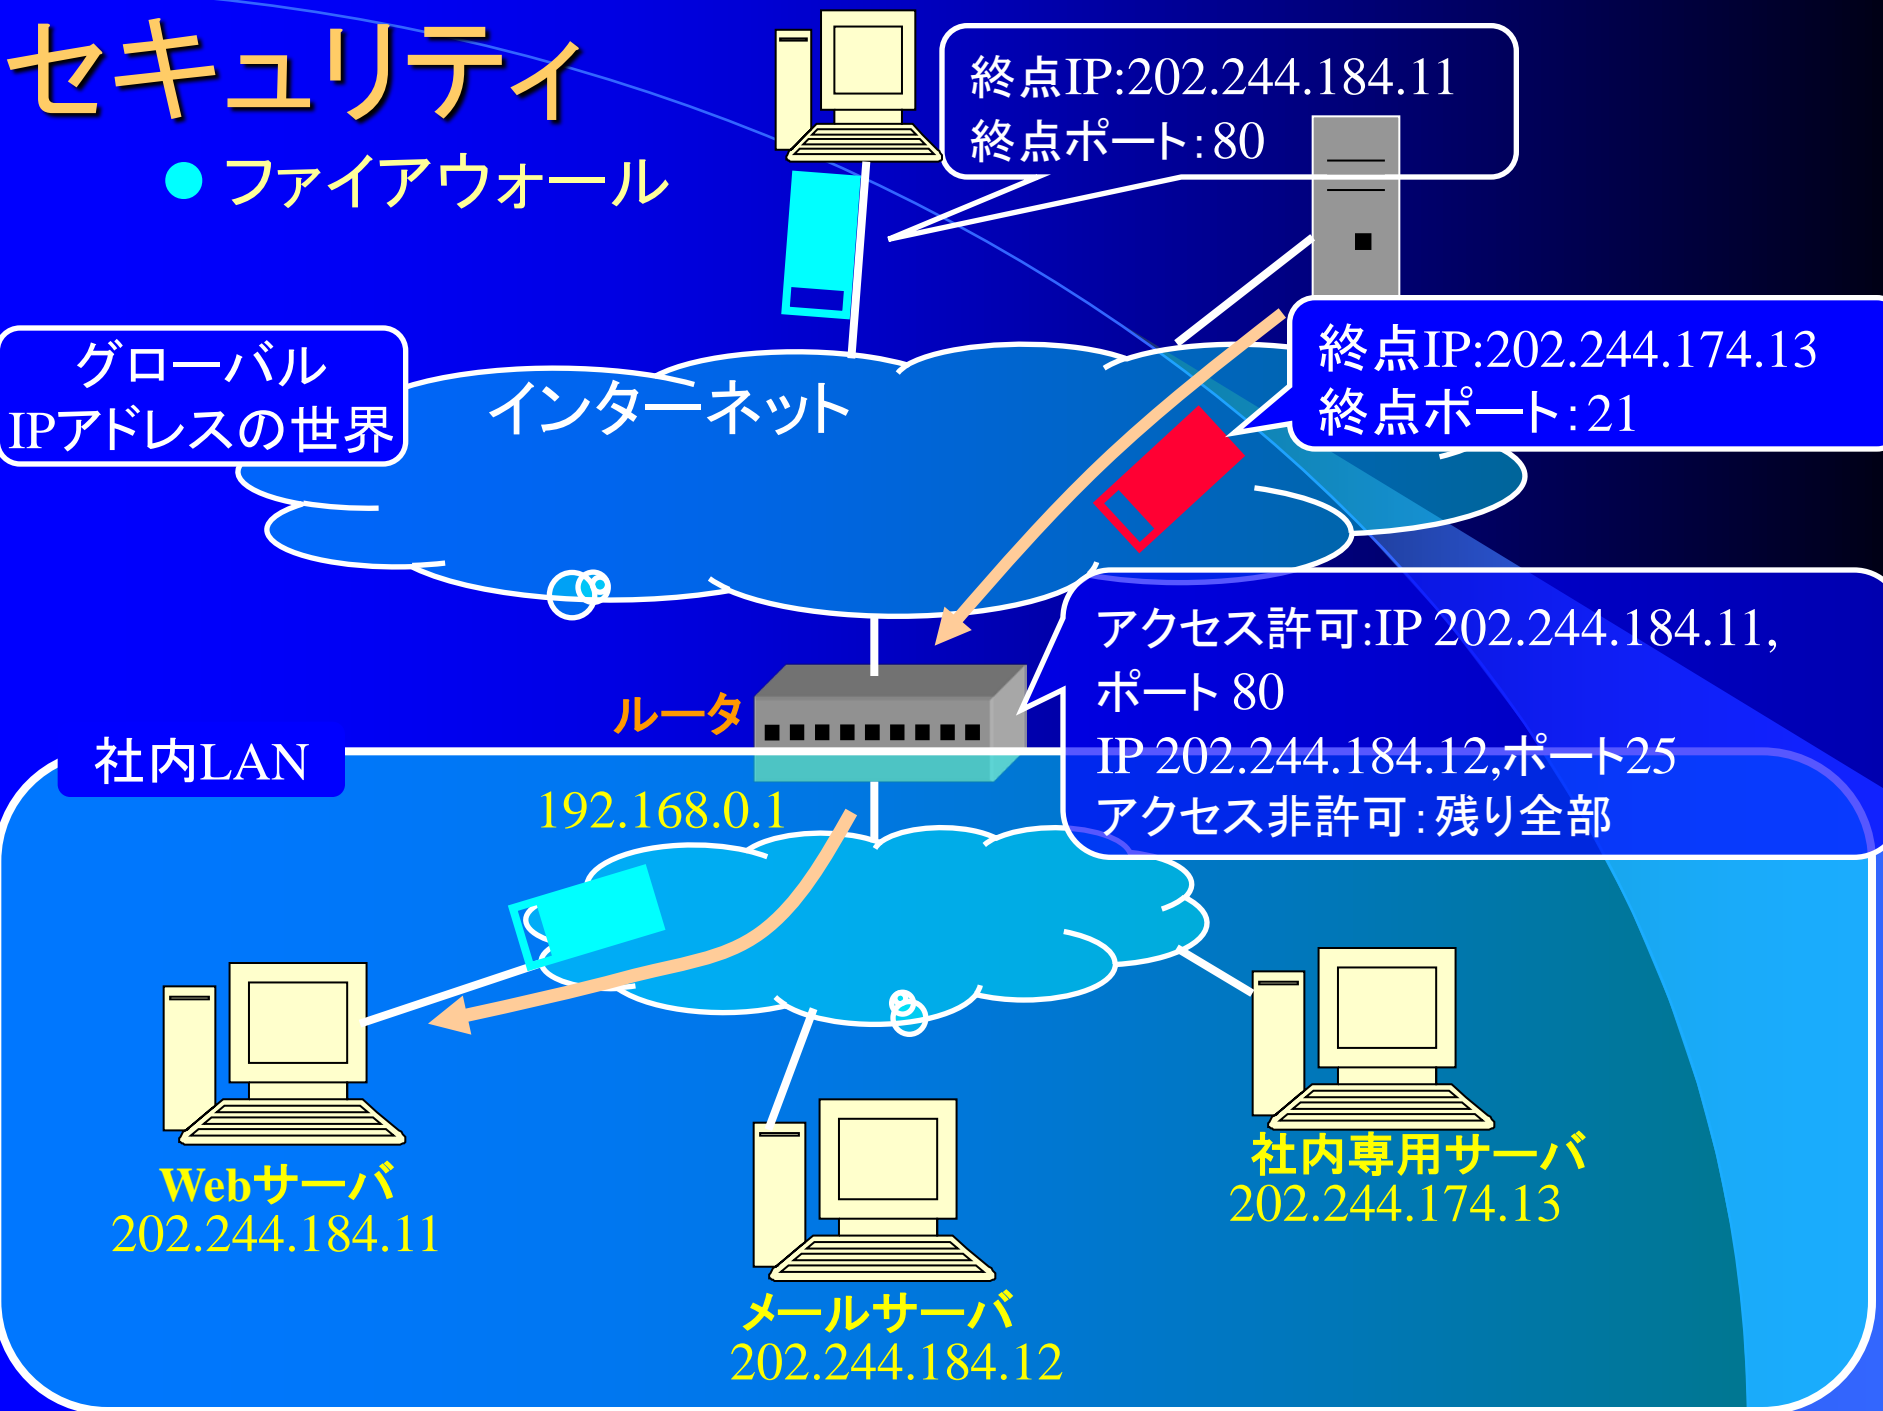 セキュリティ
● ファイアウォール
終点IP:202.244.184.11
終点ポート:80
グローバル
IPアドレスの世界
インターネット
終点IP:202.244.174.13
終点ポート:21
アクセス許可:IP 202.244.184.11,
ポート 80
IP 202.244.184.12,ポート25
アクセス非許可:残り全部
ルータ
社内LAN
192.168.0.1
Webサーバ
202.244.184.11
メールサーバ
202.244.184.12
社内専用サーバ
202.244.174.13